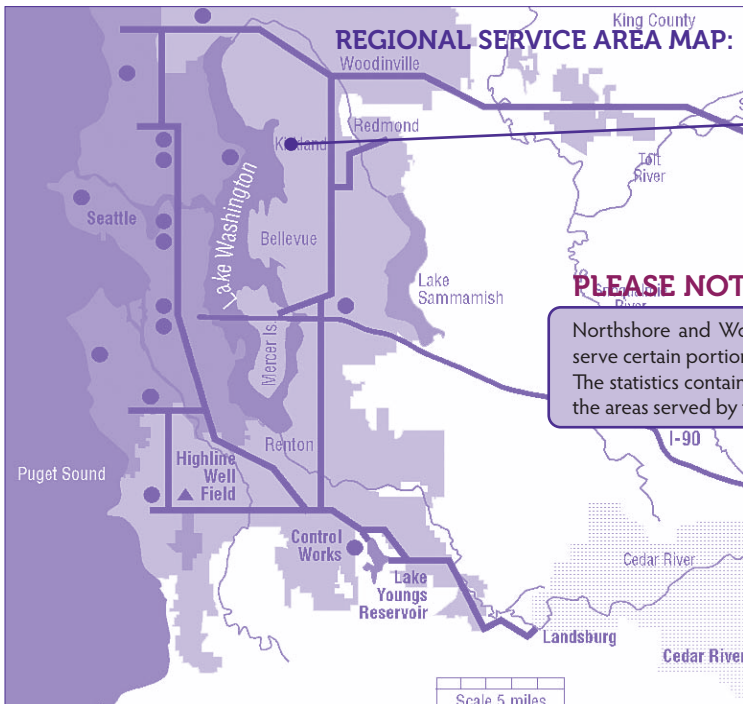 King County
REGIONAL SERVICE AREA MAP:
Woodinville
Redmond
Kirkland
Tolt
River
Seattle
Lake Washington
Bellevue
Lake
Sammamish
PLEASE NOT
River
Northshore and Wo
serve certain portion
The statistics contain
the areas served by
Mercer Is.
I-90
Renton
Puget Sound
Highline
Well
Field
Control
Works
Cedar River
Lake
Youngs
Reservoir
Landsburg
Cedar River
Scale 5 miles